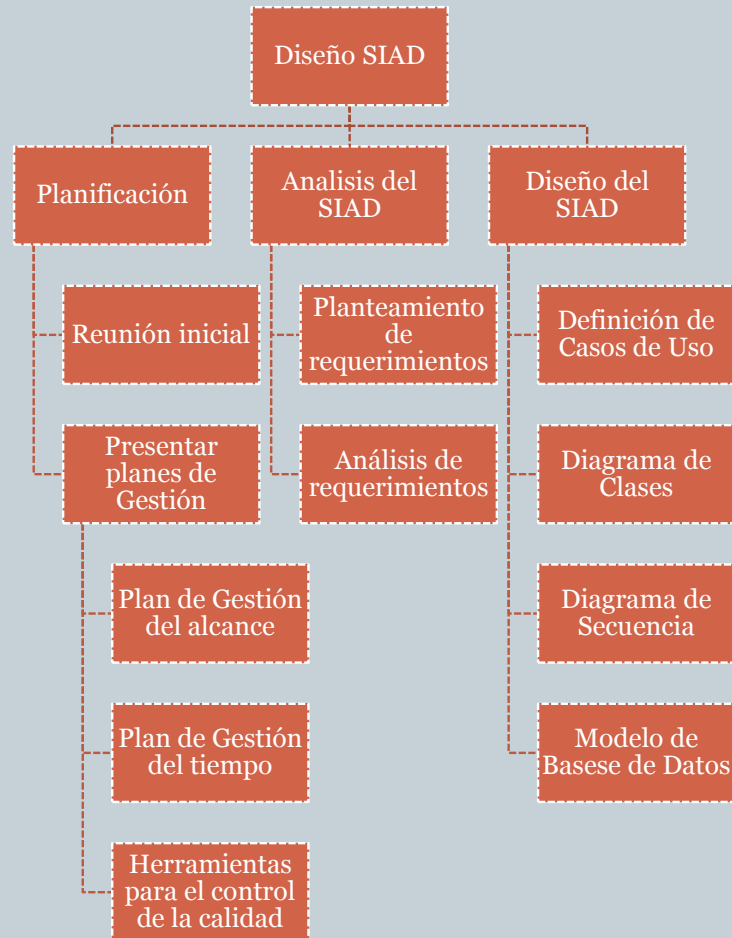 Diseño SIAD
Planificación
Analisis del
SIAD
Diseño del
SIAD
Reunión inicial
Planteamiento
de
requerimientos
Definición de
Casos de Uso
Presentar
planes de
Gestión
Análisis de
requerimientos
Diagrama de
Clases
Plan de Gestión
del alcance
Diagrama de
Secuencia
Plan de Gestión
del tiempo
Modelo de
Basese de Datos
Herramientas
para el control
de la calidad